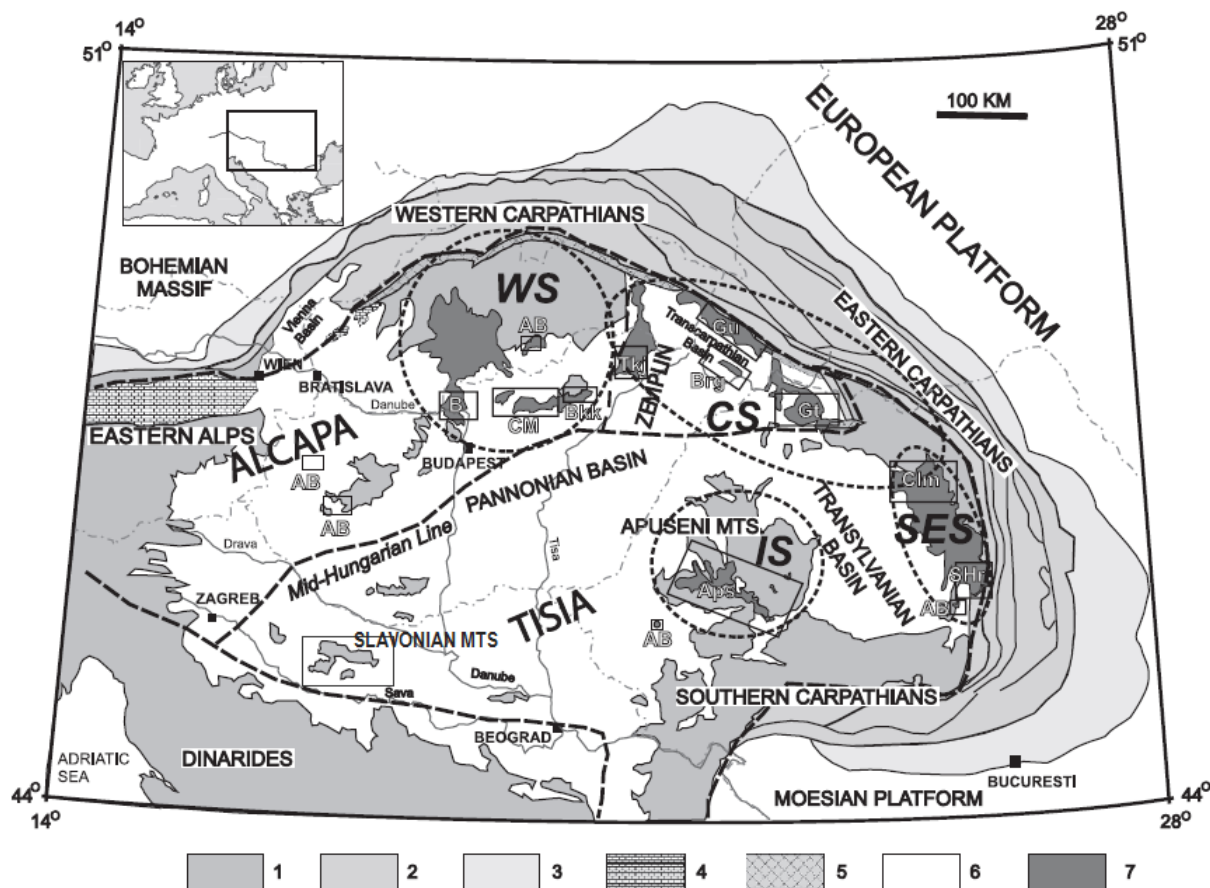 14°
28°
51°
51°
EUROPEAN PLATFORM
100 KM
WESTERN CARPATHIANS
BOHEMIAN
MASSIF
WS
EASTERN CARPATHIANS
Vienna
Basin
AB
Gu
Transcarpathian
Basin
WIEN
Tkj
ZEMPLIN
BRATISLAVA
Brg
Danube
B
CM
Bkk
CS
Gt
EASTERN ALPS
ALCAPA
BUDAPEST
AB
PANNONIAN BASIN
Clm
AB
TRANSYLVANIAN
BASIN
SES
APUSENI MTS.
IS
Drava
Mid-Hungarian Line
Tisa
Aps
SHr
AB
ZAGREB
TISIA
AB
SLAVONIAN MTS
Danube
Sava
SOUTHERN CARPATHIANS
BEOGRAD
ADRIATIC
SEA
DINARIDES
BUCURESTI
MOESIAN PLATFORM
44°
44°
14°
28°
1 2 3 4 5 6 7